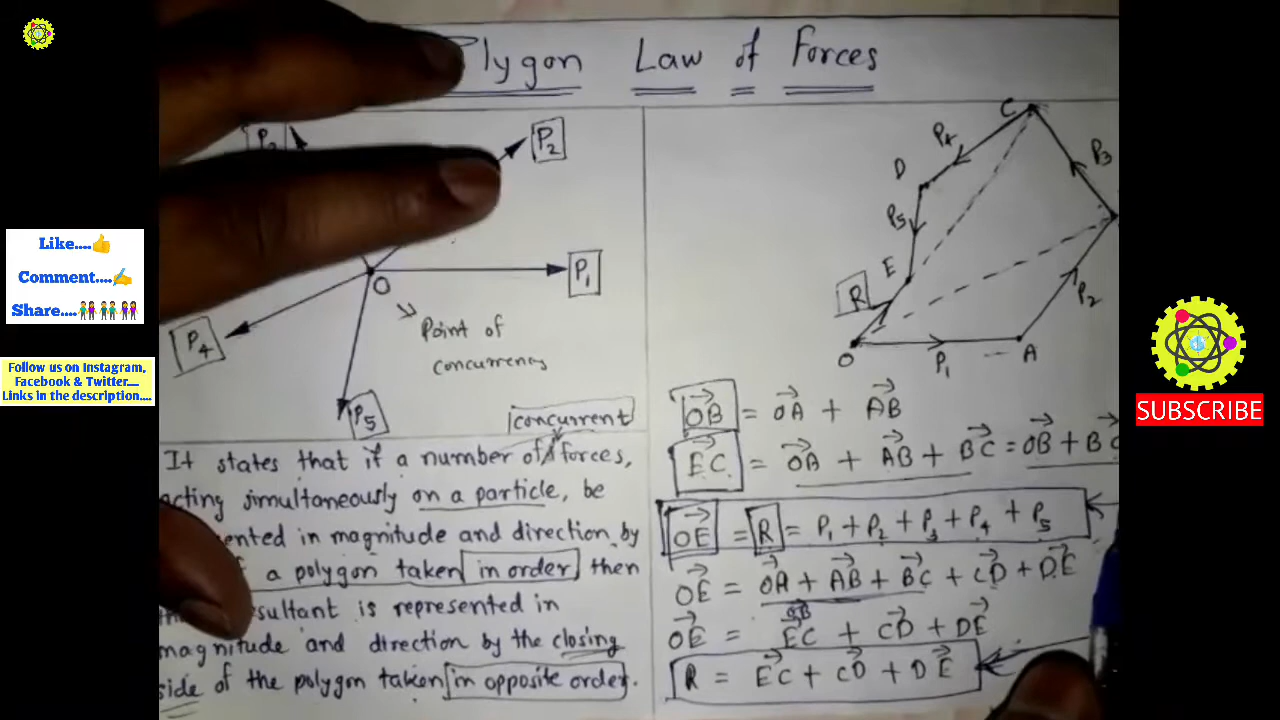 lygon Law of Forces
P2
P1
O
Point of
concurrency
P4
P5
concurrent
It states that if a number of forces,
acting simultaneously on a particle, be
ented in magnitude and direction by
a polygon taken in order then
sultant is represented in
magnitude and direction by the closing
side of the polygon taken in opposite order.
C
P4
P3
D
P5
E
R
P2
O
P1
A
OB = OA + AB
EC = OA + AB + BC = OB + BC
OE = R = P1 + P2 + P3 + P4 + P5
OE = OA + AB + BC + CD + DE
OB
OE = EC + CD + DE
R = EC + CD + DE
Like....👍
Comment....✍
Share....👫👫👫
Follow us on Instagram,
Facebook & Twitter....
Links in the description....
SUBSCRIBE